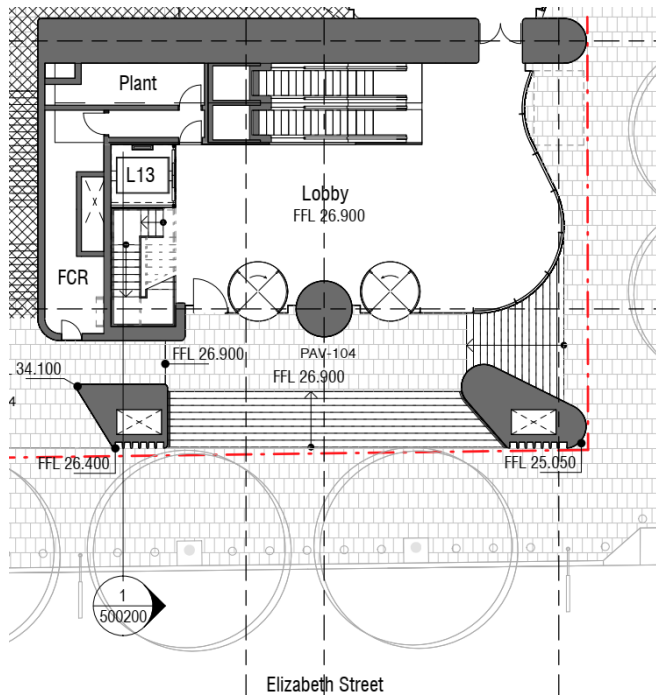 Plant
L13
Lobby
FFL 26.900
FCR
FFL 26.900
PAV-104
FFL 26.900
34.100
4
FFL 26.400
FFL 25.050
1
500200
Elizabeth Street